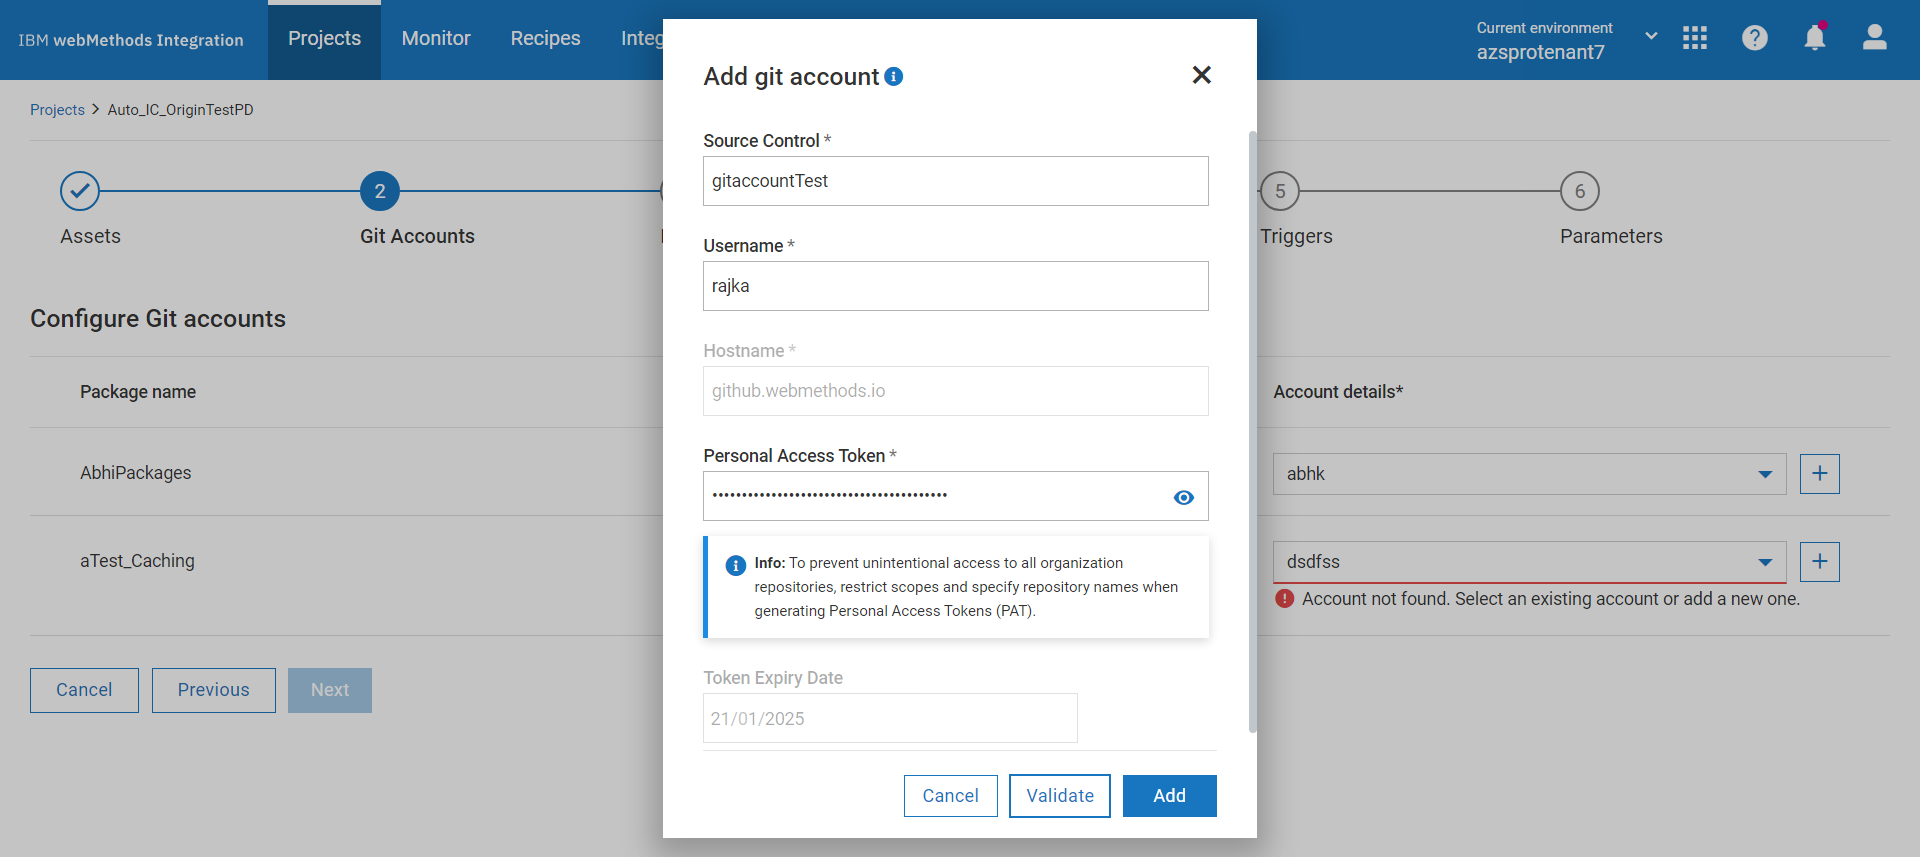 IBM webMethods Integration
Projects
Monitor
Recipes
Integ
Current environment
azsprotenant7
Projects > Auto_IC_OriginTestPD
Assets
2
Git Accounts
5
Triggers
6
Parameters
Configure Git accounts
Package name
Account details*
AbhiPackages
abhk
aTest_Caching
dsdfss
Account not found. Select an existing account or add a new one.
Cancel
Previous
Next
Add git account
Source Control *
gitaccountTest
Username *
rajka
Hostname *
github.webmethods.io
Personal Access Token *
Info: To prevent unintentional access to all organization
repositories, restrict scopes and specify repository names when
generating Personal Access Tokens (PAT).
Token Expiry Date
21/01/2025
Cancel
Validate
Add